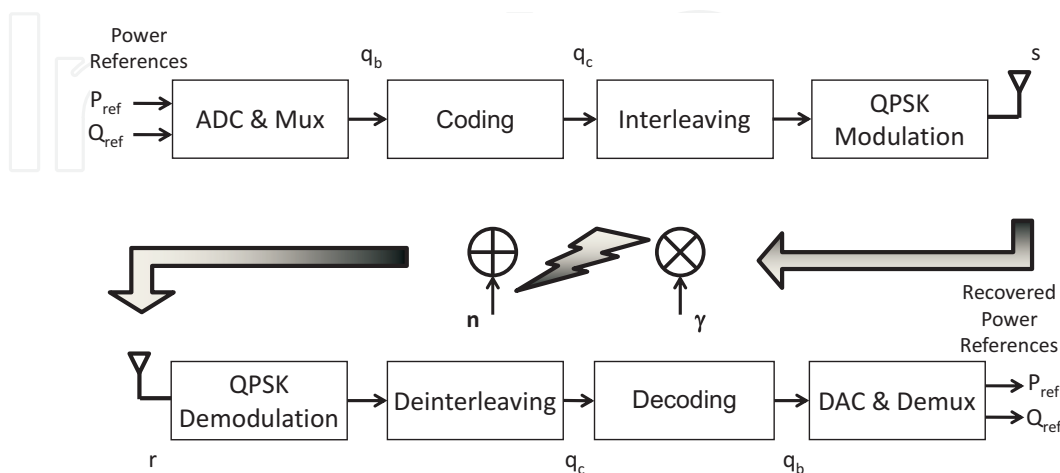 Power
References
P_ref
Q_ref
ADC & Mux
q_b
Coding
q_c
Interleaving
QPSK
Modulation
s
n
γ
Recovered
Power
References
r
QPSK
Demodulation
Deinterleaving
q_c
Decoding
q_b
DAC & Demux
P_ref
Q_ref